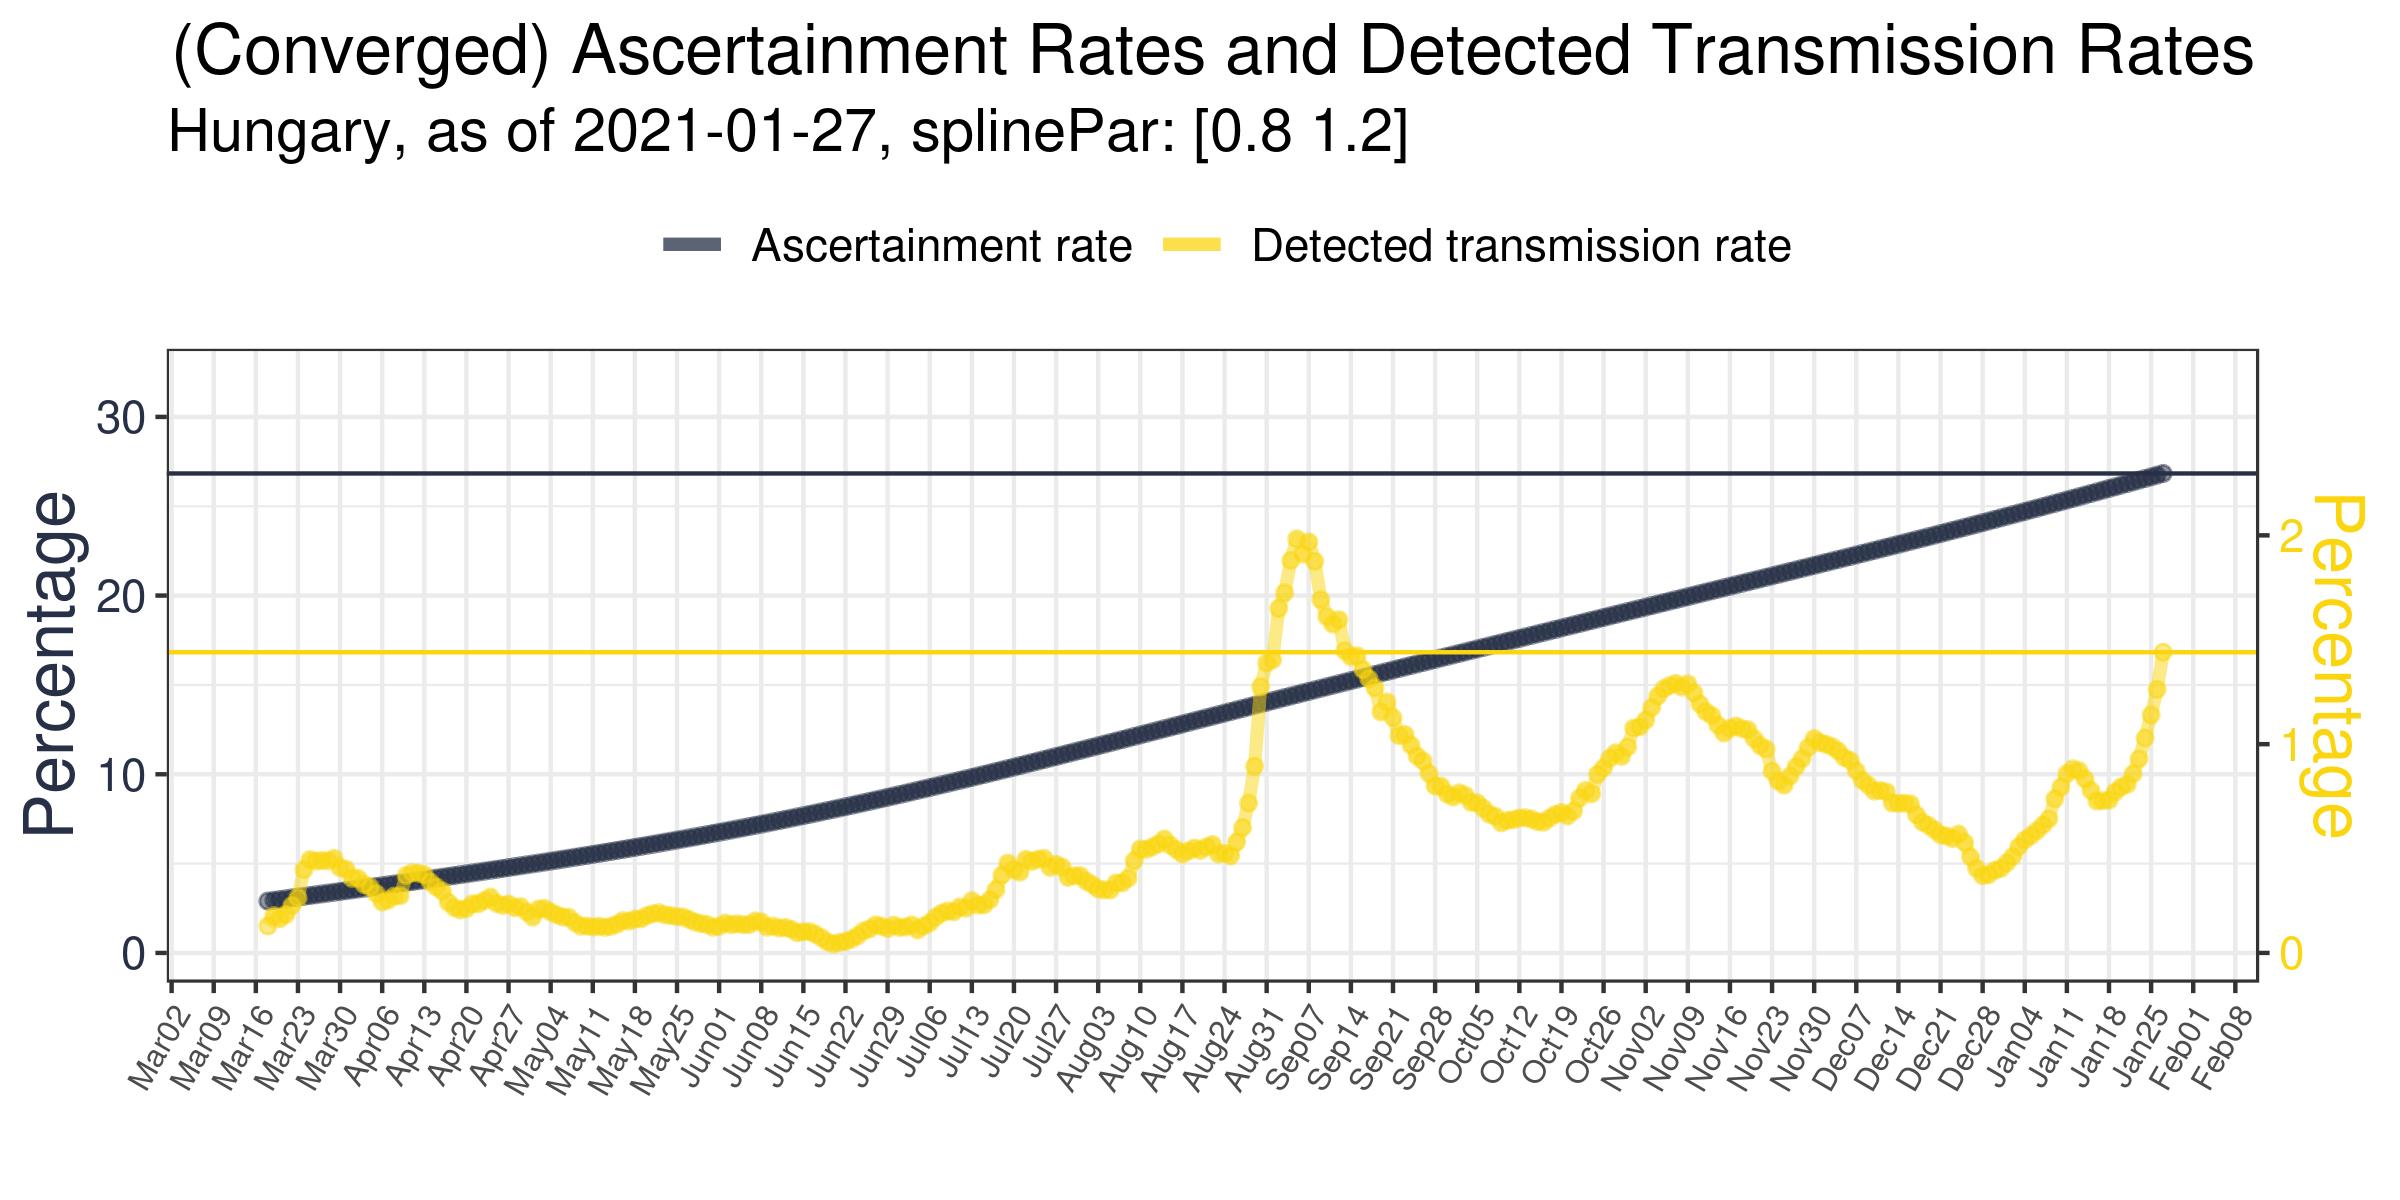 (Converged) Ascertainment Rates and Detected Transmission Rates
Hungary, as of 2021-01-27, splinePar: [0.8 1.2]
Ascertainment rate
Detected transmission rate
Percentage
30
20
10
0
2
1
0
Percentage
Mar02
Mar09
Mar16
Mar23
Mar30
Apr06
Apr13
Apr20
Apr27
May04
May11
May18
May25
Jun01
Jun08
Jun15
Jun22
Jun29
Jul06
Jul13
Jul20
Jul27
Aug03
Aug10
Aug17
Aug24
Aug31
Sep07
Sep14
Sep21
Sep28
Oct05
Oct12
Oct19
Oct26
Nov02
Nov09
Nov16
Nov23
Nov30
Dec07
Dec14
Dec21
Dec28
Jan04
Jan11
Jan18
Jan25
Feb01
Feb08